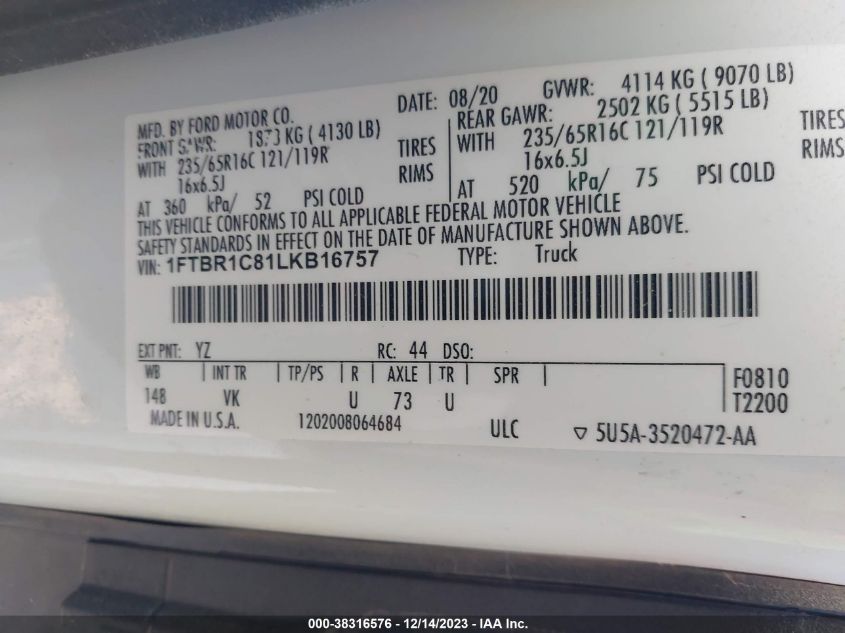 MFD. BY FORD MOTOR CO. DATE: 08/20 GVWR: 4114 KG ( 9070 LB)
FRONT GAWR: 1873 KG ( 4130 LB) REAR GAWR: 2502 KG ( 5515 LB)
WITH 235/65R16C 121/119R TIRES WITH 235/65R16C 121/119R TIRES
16x6.5J RIMS 16x6.5J RIMS
AT 360 kPa/ 52 PSI COLD AT 520 kPa/ 75 PSI COLD
THIS VEHICLE CONFORMS TO ALL APPLICABLE FEDERAL MOTOR VEHICLE
SAFETY STANDARDS IN EFFECT ON THE DATE OF MANUFACTURE SHOWN ABOVE.
VIN: 1FTBR1C81LKB16757 TYPE: Truck
EXT PNT: YZ RC: 44 DSO:
WB INT TR TP/PS R AXLE TR SPR F0810
148 VK U 73 U T2200
MADE IN U.S.A. 1202008064684 ULC 5U5A-3520472-AA
000-38316576 - 12/14/2023 - IAA Inc.